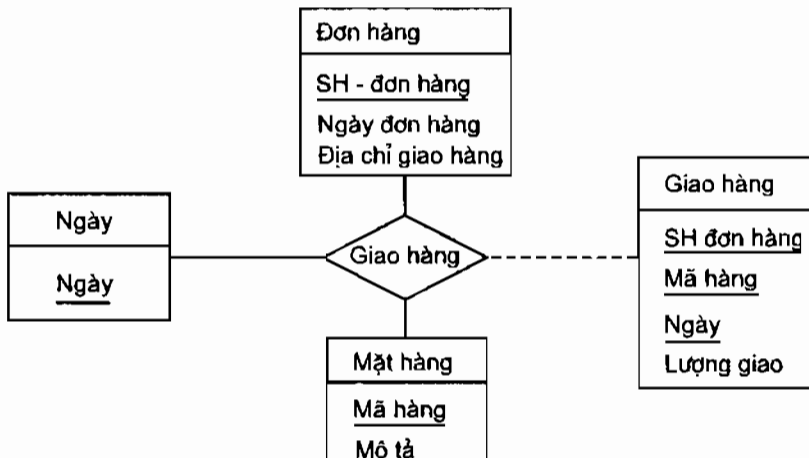 Đơn hàng
SH - đơn hàng
Ngày đơn hàng
Địa chỉ giao hàng
Ngày
Ngày
Giao hàng
Giao hàng
SH đơn hàng
Mã hàng
Ngày
Lượng giao
Mặt hàng
Mã hàng
Mô tả